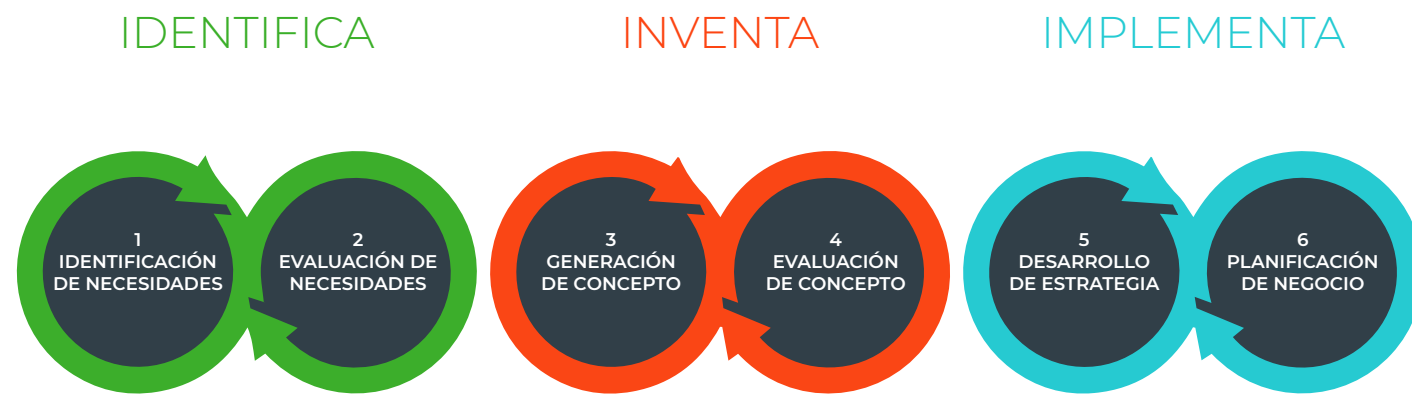 IDENTIFICA
INVENTA
IMPLEMENTA
1
IDENTIFICACIÓN
DE NECESIDADES
2
EVALUACIÓN DE
NECESIDADES
3
GENERACIÓN
DE CONCEPTO
4
EVALUACIÓN
DE CONCEPTO
5
DESARROLLO
DE ESTRATEGIA
6
PLANIFICACIÓN
DE NEGOCIO